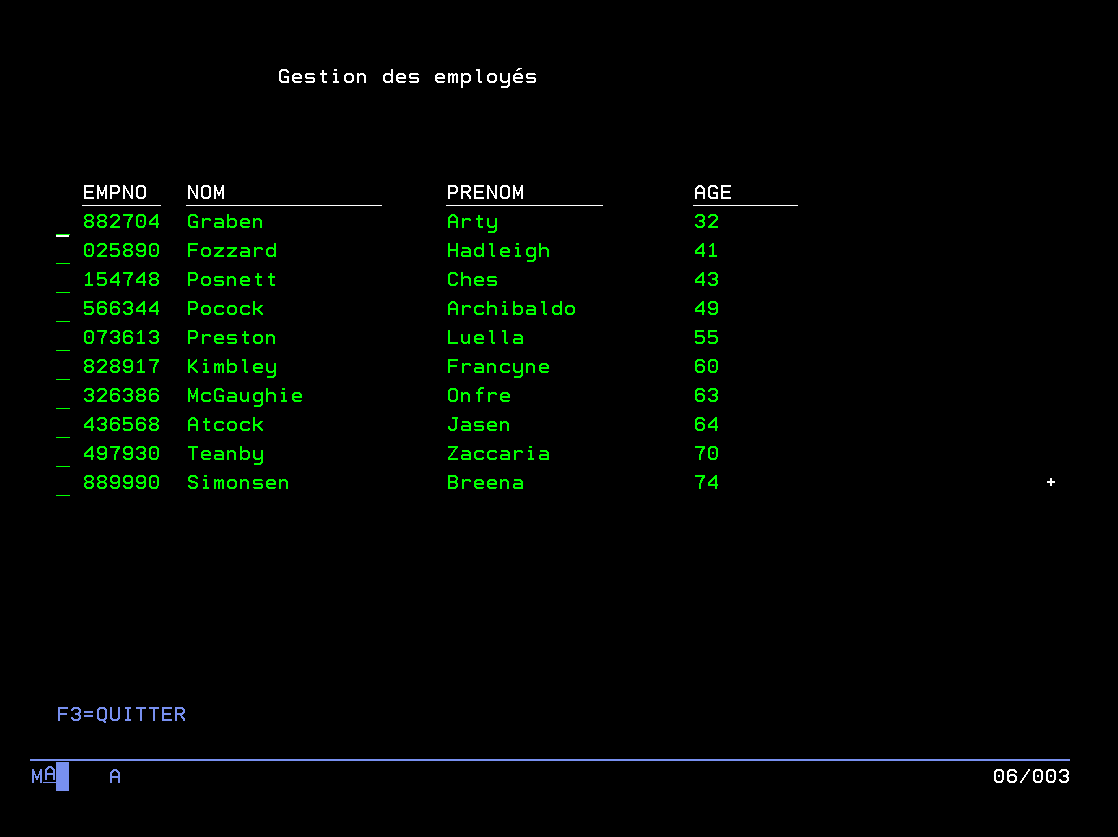 Gestion des employés
EMPNO NOM PRENOM AGE
_ 882704 Graben Arty 32
_ 025890 Fozzard Hadleigh 41
_ 154748 Posnett Ches 43
_ 566344 Pocock Archibaldo 49
_ 073613 Preston Luella 55
_ 828917 Kimbley Francyne 60
_ 326386 McGaughie Onfre 63
_ 436568 Atcock Jasen 64
_ 497930 Teanby Zaccaria 70
_ 889990 Simonsen Breena 74 +
F3=QUITTER
MA A 06/003